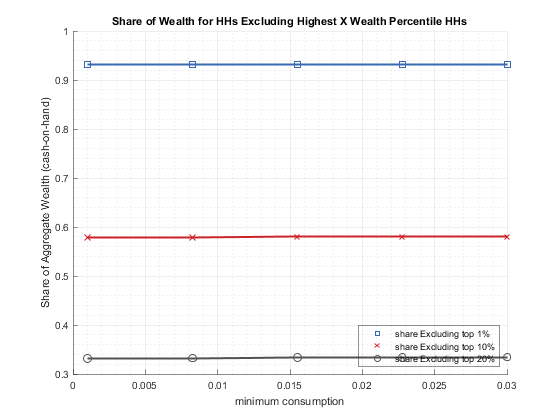 Share of Wealth for HHs Excluding Highest X Wealth Percentile HHs
Share of Aggregate Wealth (cash-on-hand)
1
0.9
0.8
0.7
0.6
0.5
0.4
0.3
share Excluding top 1%
share Excluding top 10%
share Excluding top 20%
0
0.005
0.01
0.015
0.02
0.025
0.03
minimum consumption